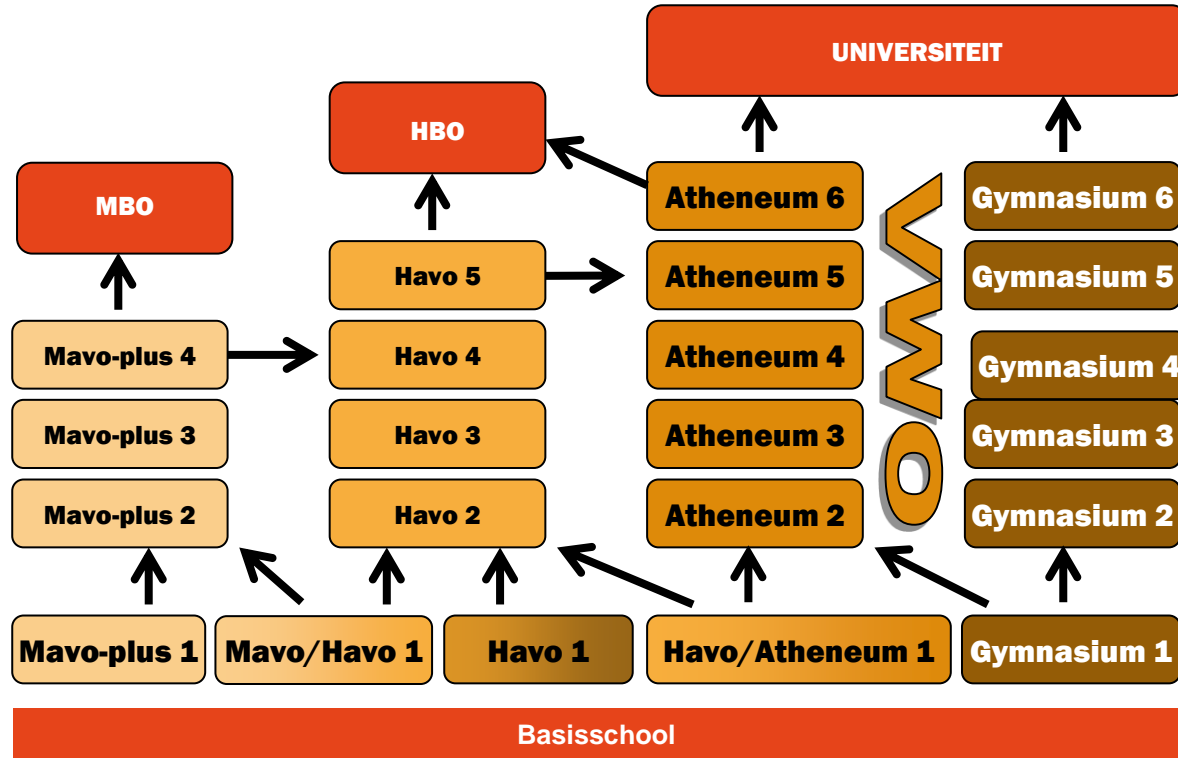 UNIVERSITEIT
HBO
MBO
Atheneum 6
Gymnasium 6
Havo 5
Atheneum 5
Gymnasium 5
Mavo-plus 4
Havo 4
Atheneum 4
Gymnasium 4
Mavo-plus 3
Havo 3
Atheneum 3
Gymnasium 3
Mavo-plus 2
Havo 2
Atheneum 2
Gymnasium 2
VWO
Mavo-plus 1
Mavo/Havo 1
Havo 1
Havo/Atheneum 1
Gymnasium 1
Basisschool